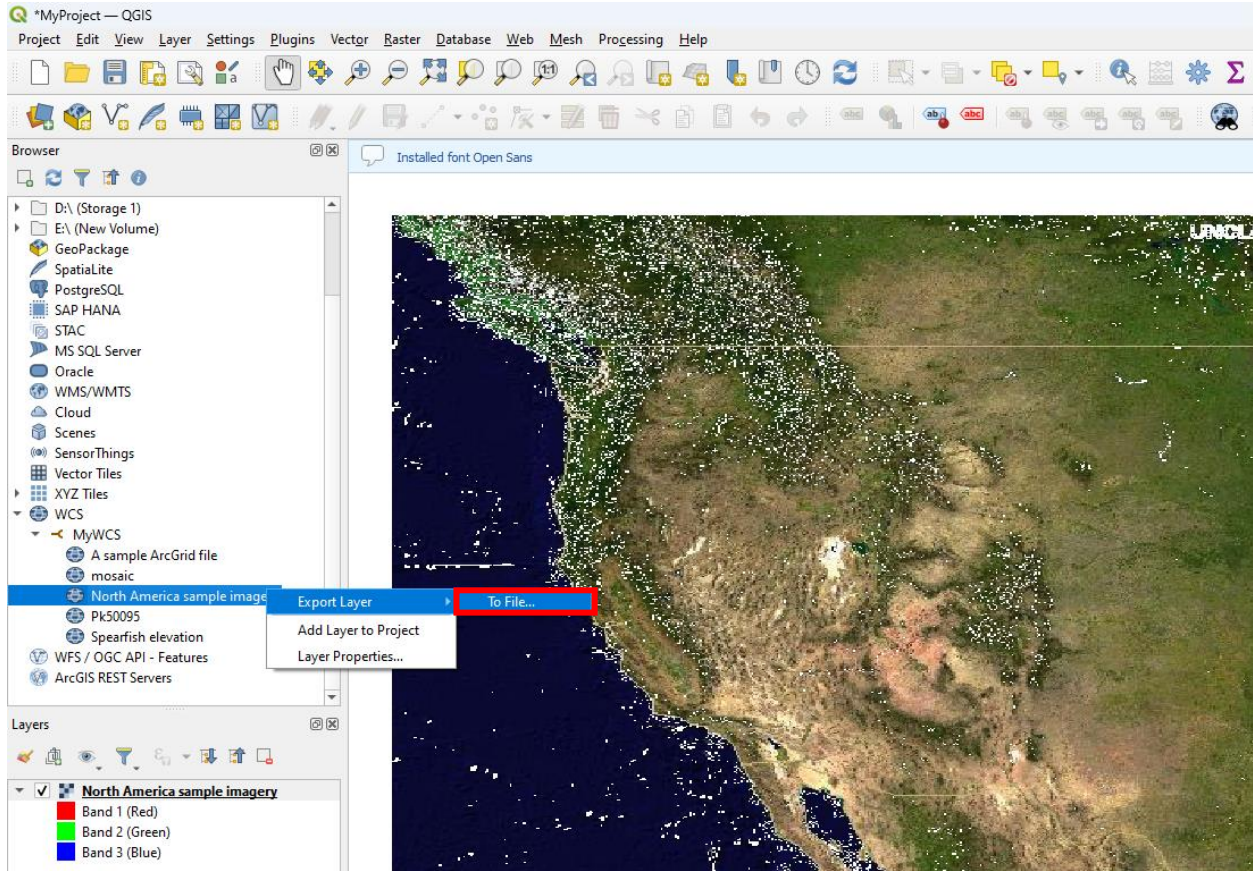 *MyProject — QGIS
Project Edit View Layer Settings Plugins Vector Raster Database Web Mesh Processing Help
Browser
Installed font Open Sans
D:\ (Storage 1)
E:\ (New Volume)
GeoPackage
SpatiaLite
PostgreSQL
SAP HANA
STAC
MS SQL Server
Oracle
WMS/WMTS
Cloud
Scenes
SensorThings
Vector Tiles
XYZ Tiles
WCS
MyWCS
A sample ArcGrid file
mosaic
North America sample image
Export Layer
To File...
Pk50095
Add Layer to Project
Spearfish elevation
Layer Properties...
WFS / OGC API - Features
ArcGIS REST Servers
Layers
North America sample imagery
Band 1 (Red)
Band 2 (Green)
Band 3 (Blue)